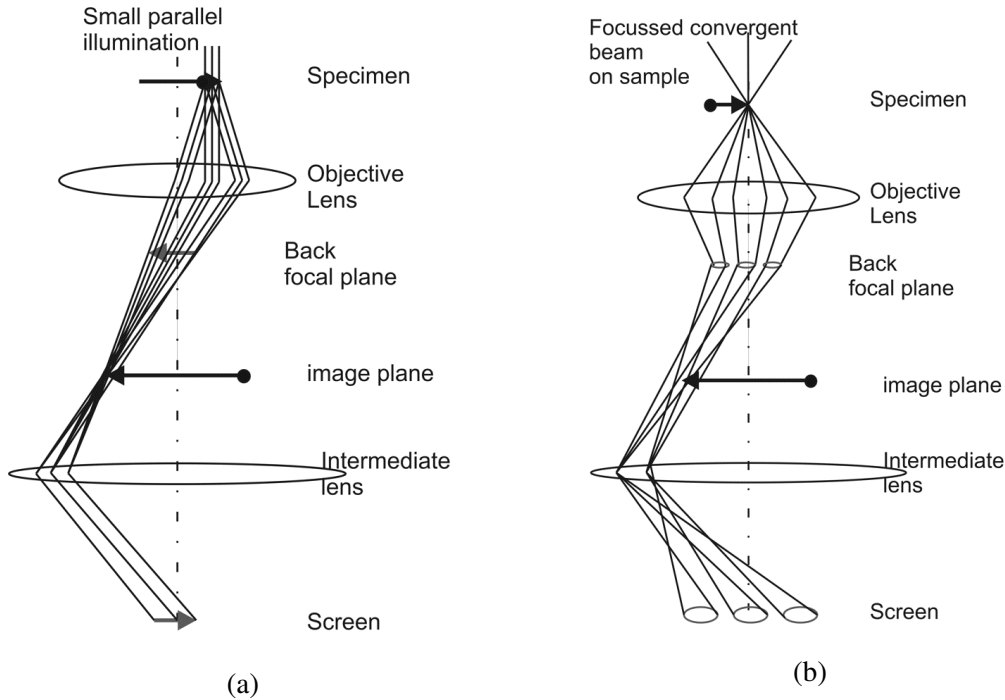 Small parallel
illumination
Specimen
Objective
Lens
Back
focal plane
image plane
Intermediate
lens
Screen
(a)
Focussed convergent
beam
on sample
Specimen
Objective
Lens
Back
focal plane
image plane
Intermediate
lens
Screen
(b)